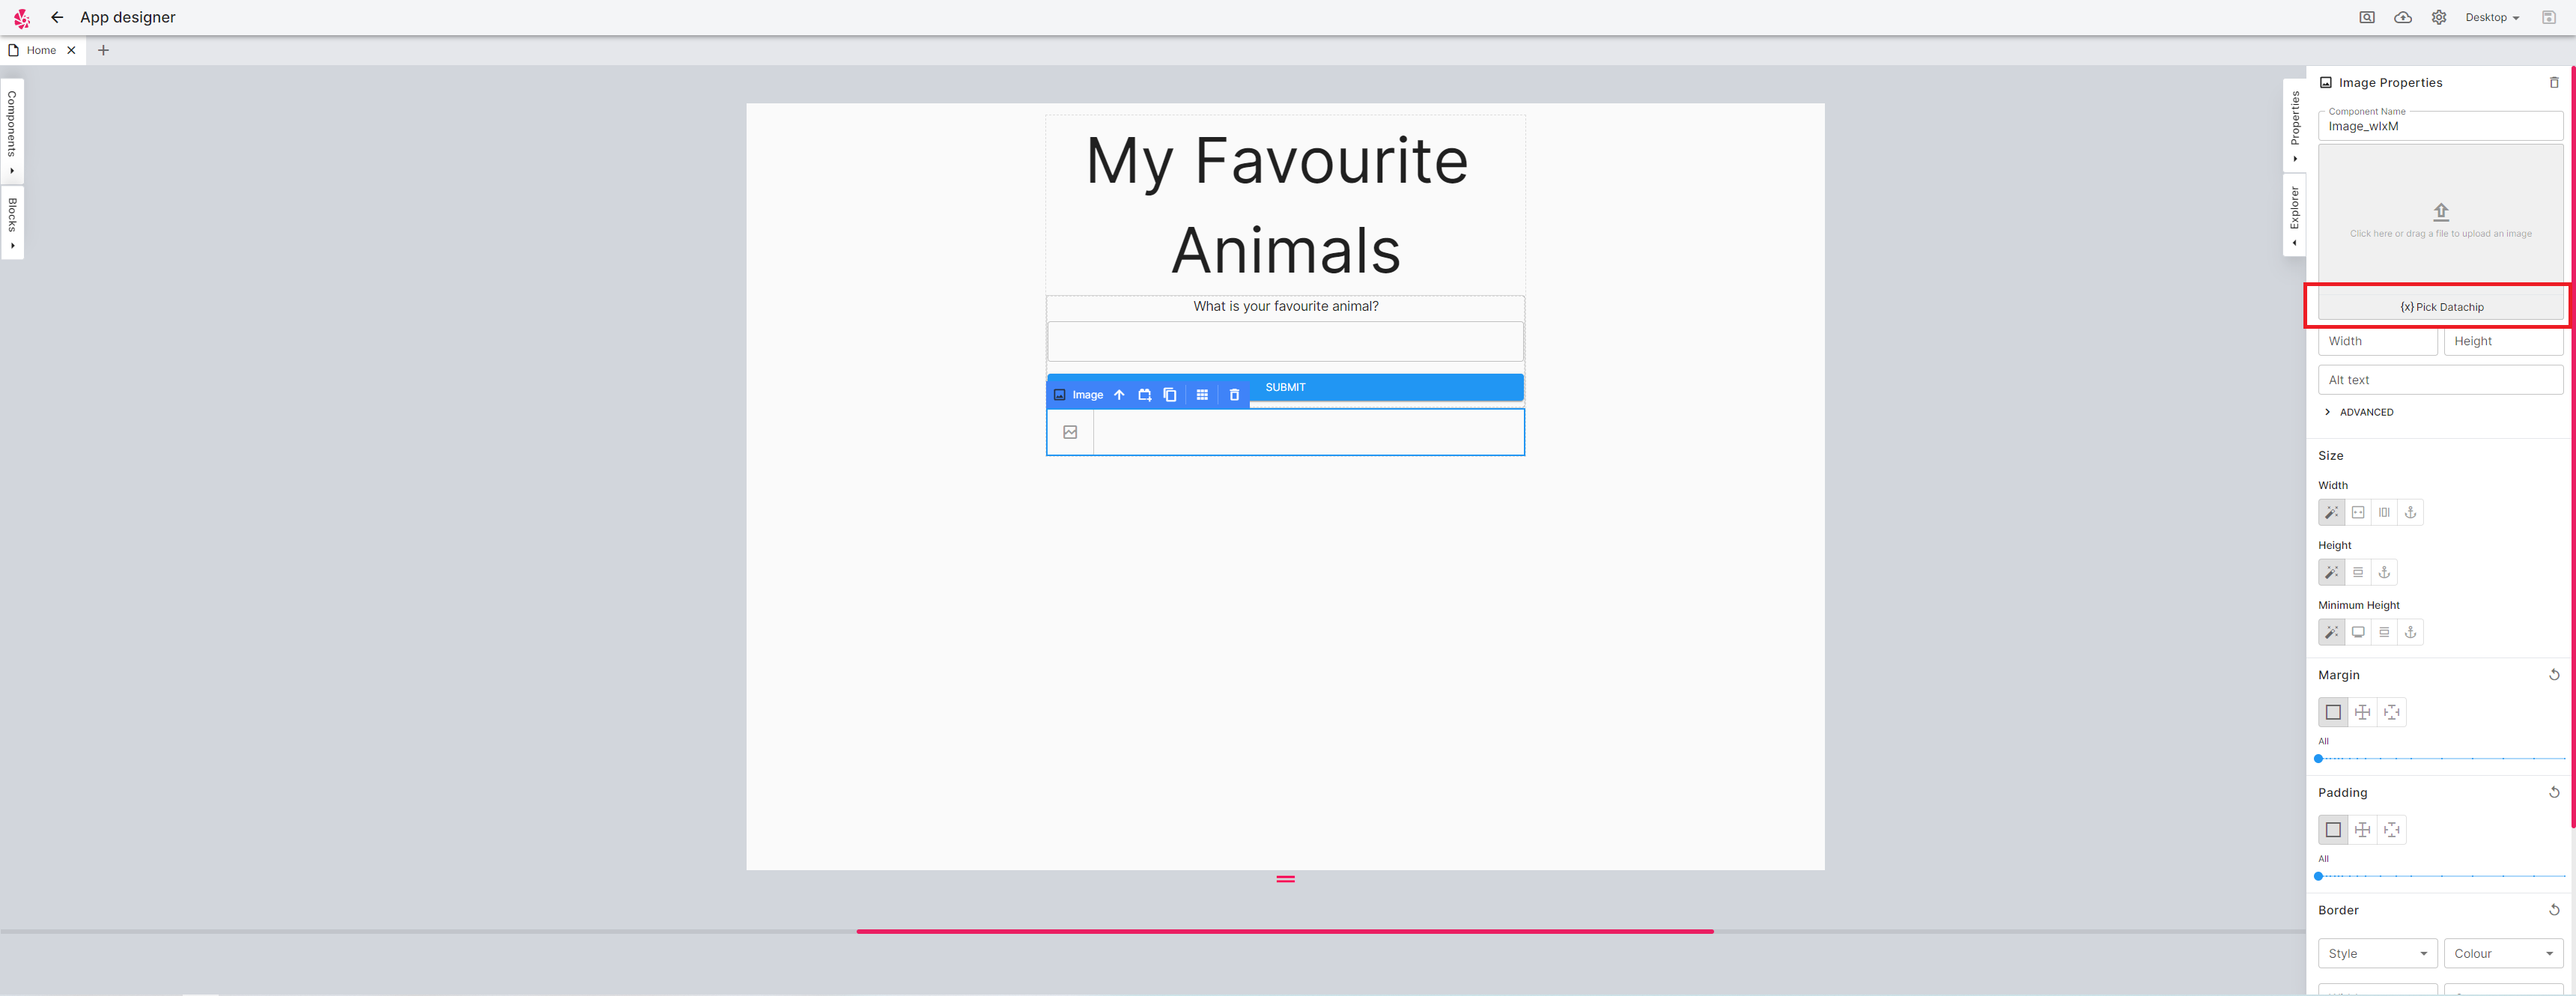 App designer
Desktop
Home
Components
Blocks
My Favourite
Animals
What is your favourite animal?
SUBMIT
Image
Properties
Explorer
Image Properties
Component Name
Image_wIxM
Click here or drag a file to upload an image
{x} Pick Datachip
Width
Height
Alt text
ADVANCED
Size
Width
Height
Minimum Height
Margin
All
Padding
All
Border
Style
Colour